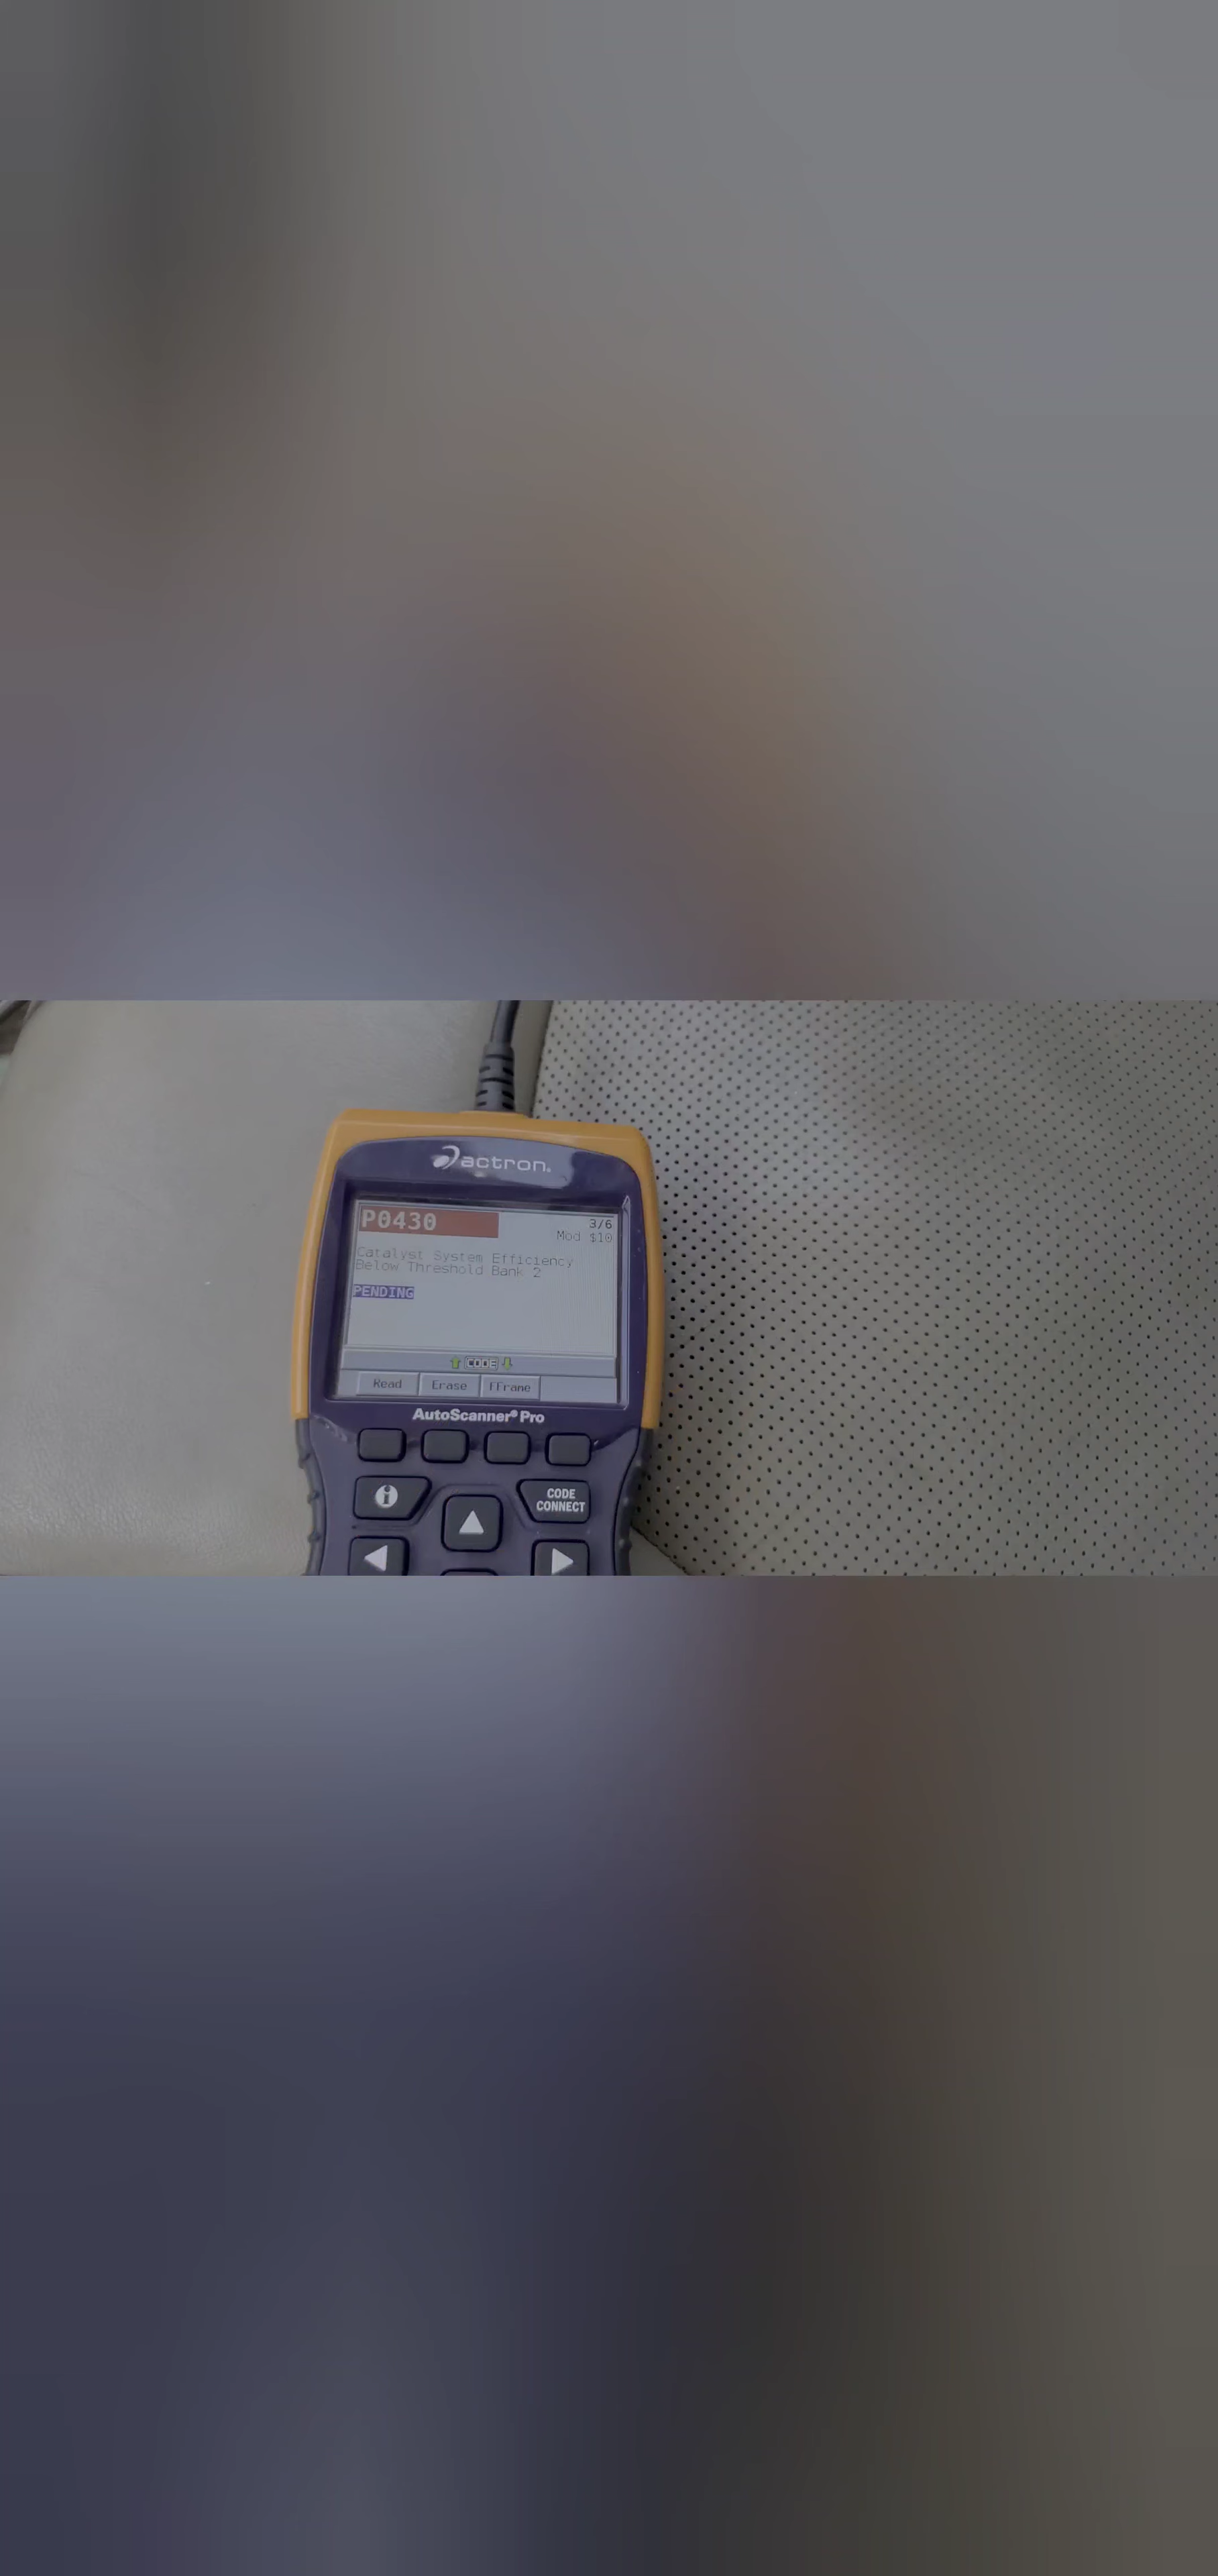 actron
P0430
3/6
Mod $10
Catalyst System Efficiency
Below Threshold Bank 2
PENDING
CODE
Read Erase FFrame
AutoScanner® Pro
i
CODE
CONNECT